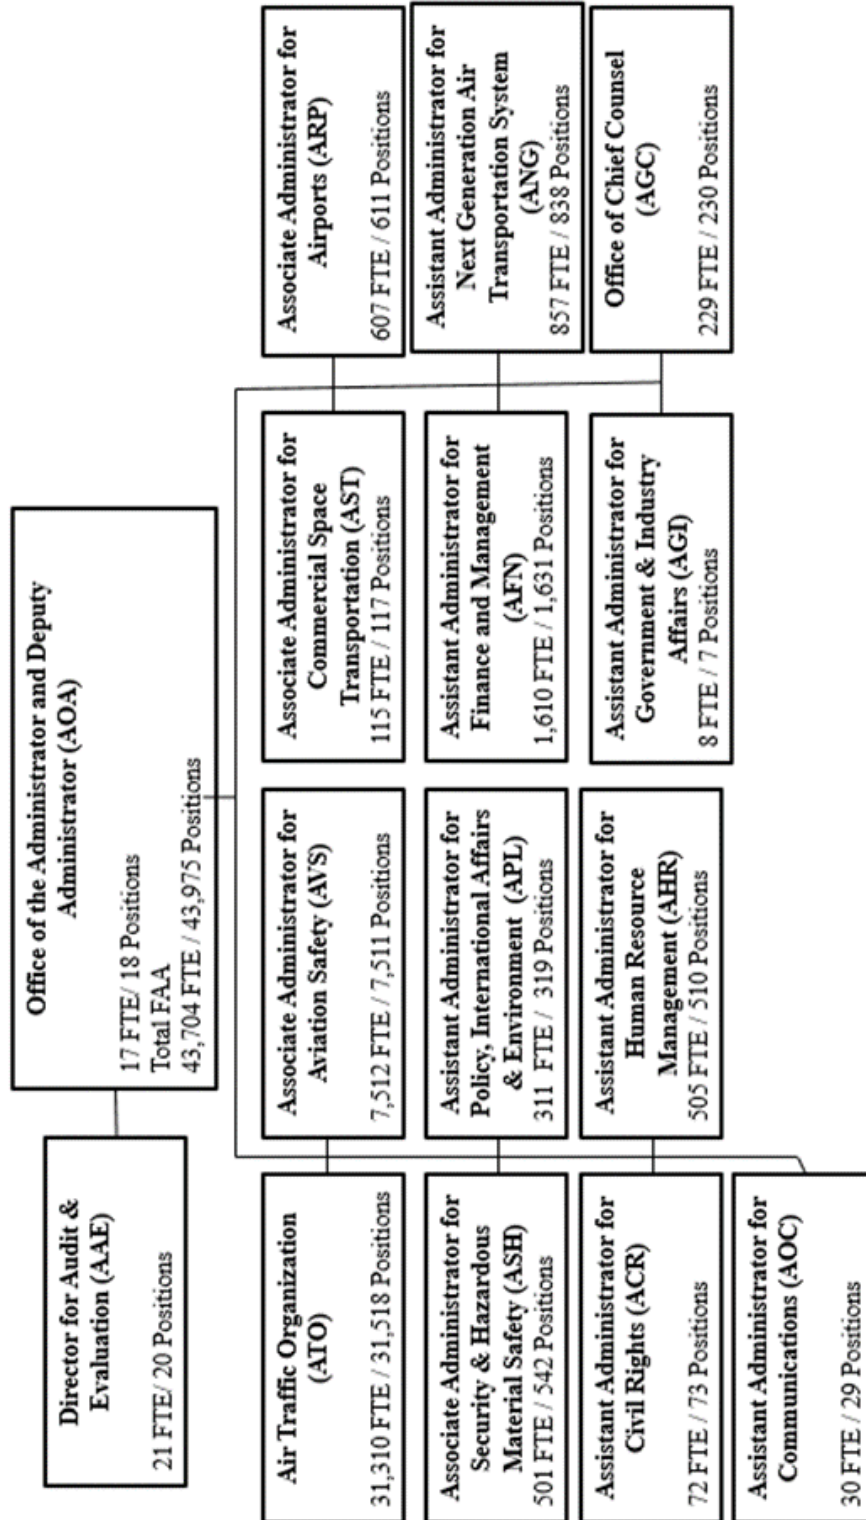 Office of the Administrator and Deputy
Administrator (AOA)
17 FTE/ 18 Positions
Total FAA
43,704 FTE / 43,975 Positions
Director for Audit &
Evaluation (AAE)
21 FTE/ 20 Positions
Air Traffic Organization
(ATO)
31,310 FTE / 31,518 Positions
Associate Administrator for
Aviation Safety (AVS)
7,512 FTE / 7,511 Positions
Associate Administrator for
Commercial Space
Transportation (AST)
115 FTE / 117 Positions
Associate Administrator for
Airports (ARP)
607 FTE / 611 Positions
Associate Administrator for
Security & Hazardous
Material Safety (ASH)
501 FTE / 542 Positions
Assistant Administrator for
Policy, International Affairs
& Environment (APL)
311 FTE / 319 Positions
Assistant Administrator for
Finance and Management
(AFN)
1,610 FTE / 1,631 Positions
Assistant Administrator for
Next Generation Air
Transportation System
(ANG)
857 FTE / 838 Positions
Assistant Administrator for
Civil Rights (ACR)
72 FTE / 73 Positions
Assistant Administrator for
Human Resource
Management (AHR)
505 FTE / 510 Positions
Assistant Administrator for
Government & Industry
Affairs (AGI)
8 FTE / 7 Positions
Office of Chief Counsel
(AGC)
229 FTE / 230 Positions
Assistant Administrator for
Communications (AOC)
30 FTE / 29 Positions